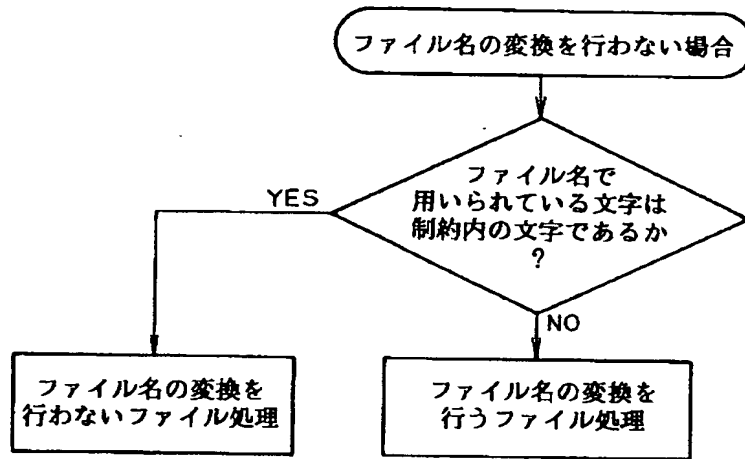 ファイル名の変換を行わない場合
ファイル名で
用いられている文字は
制約内の文字であるか
?
YES
NO
ファイル名の変換を
行わないファイル処理
ファイル名の変換を
行うファイル処理